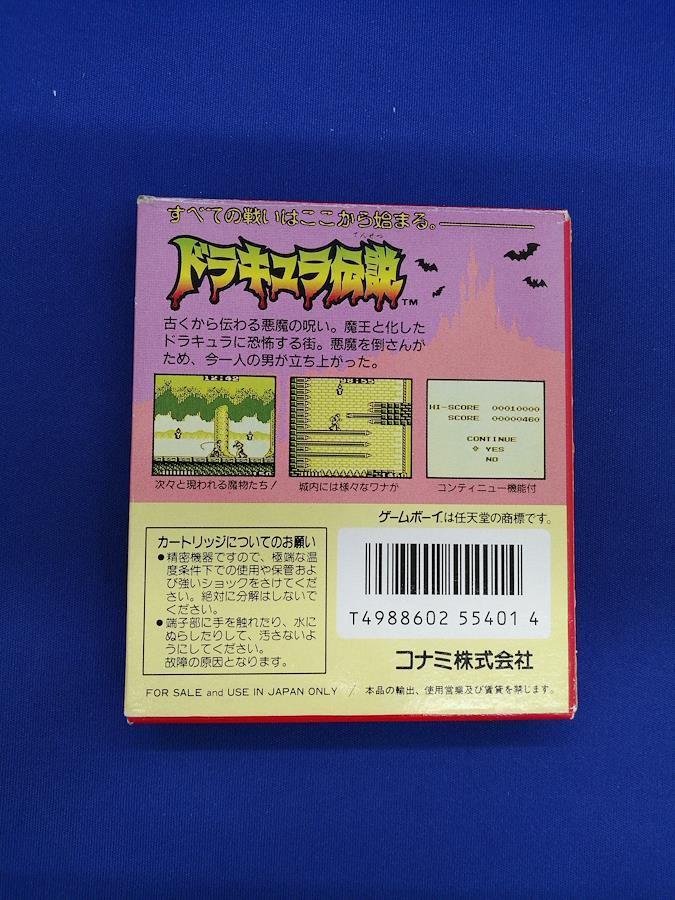 すべての戦いはここから始まる。
でんせつ
ドラキュラ伝説™
古くから伝わる悪魔の呪い。魔王と化した
ドラキュラに恐怖する街。悪魔を倒さんが
ため、今一人の男が立ち上がった。
12:42
98:55
HI-SCORE 00010000
SCORE 00000460
CONTINUE
YES
NO
次々と現われる魔物たち!
城内には様々なワナが
コンティニュー機能付
ゲームボーイは任天堂の商標です。
カートリッジについてのお願い
●精密機器ですので、極端な温
度条件下での使用や保管およ
び強いショックをさけてくだ
さい。絶対に分解はしないで
ください。
●端子部に手を触れたり、水に
ぬらしたりして、汚さないよ
うにしてください。
故障の原因となります。
T4988602 55401 4
コナミ株式会社
FOR SALE and USE IN JAPAN ONLY / 本品の輸出、使用営業及び賃貸を禁じます。